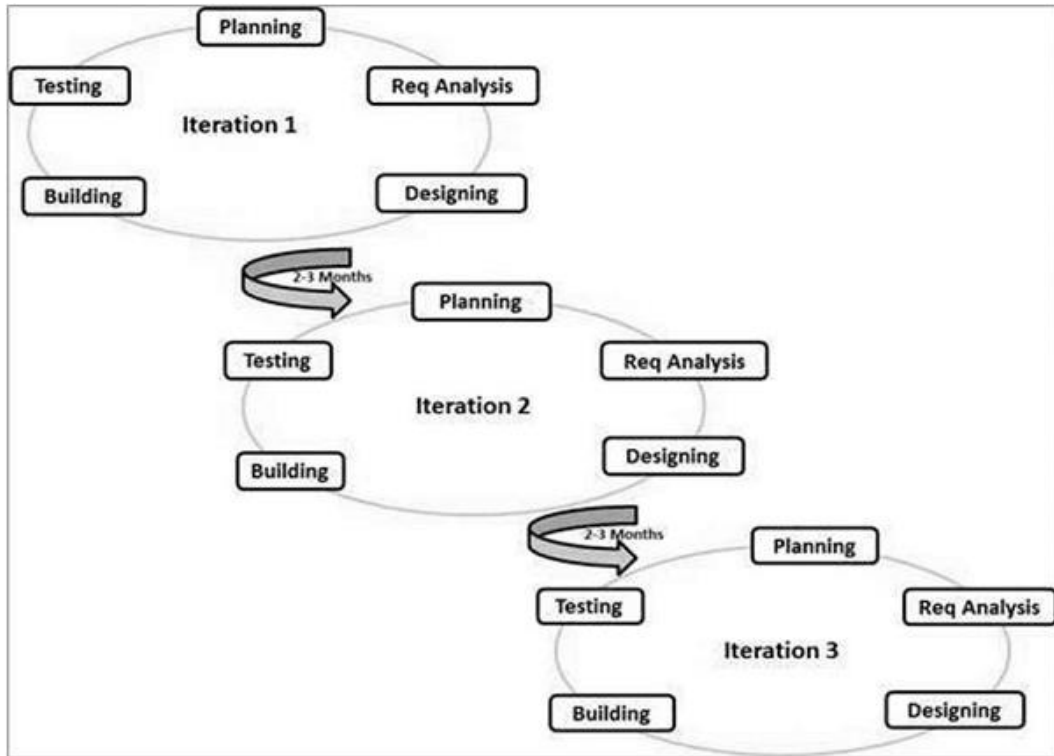 Planning
Testing
Req Analysis
Iteration 1
Building
Designing
2-3 Months
Planning
Testing
Req Analysis
Iteration 2
Building
Designing
2-3 Months
Planning
Testing
Req Analysis
Iteration 3
Building
Designing